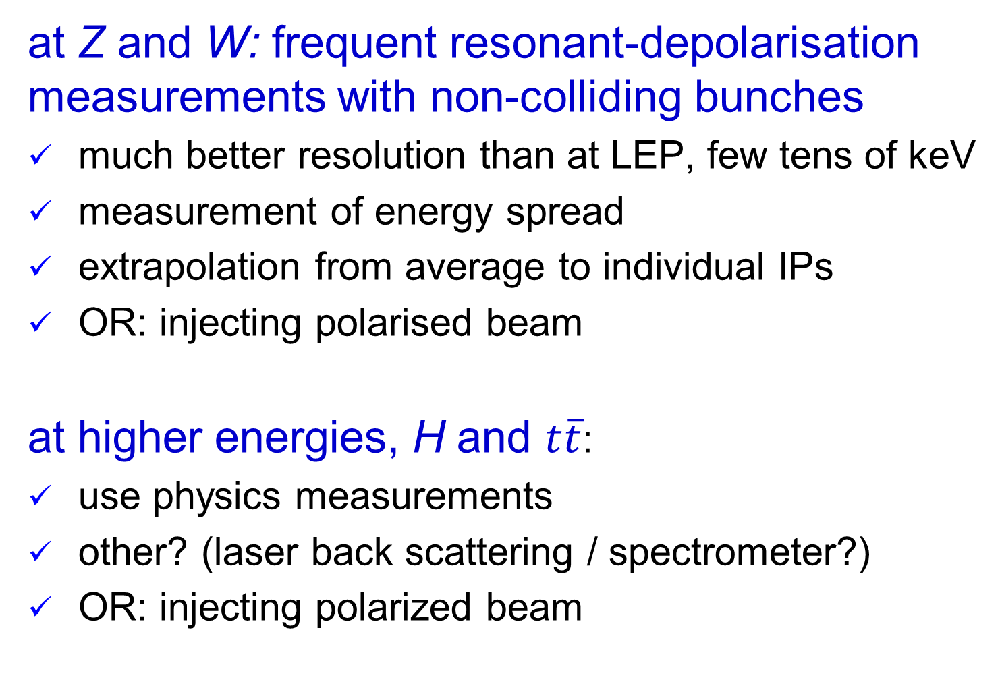 at Z and W: frequent resonant-depolarisation
measurements with non-colliding bunches
✓ much better resolution than at LEP, few tens of keV
✓ measurement of energy spread
✓ extrapolation from average to individual IPs
✓ OR: injecting polarised beam
at higher energies, H and tt̄:
✓ use physics measurements
✓ other? (laser back scattering / spectrometer?)
✓ OR: injecting polarized beam